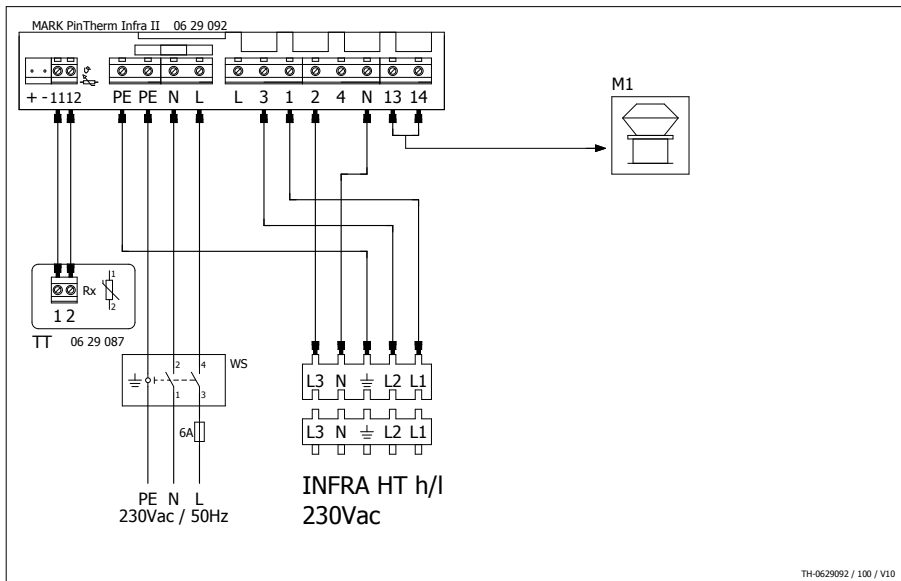 MARK PinTherm Infra II 06 29 092
+ - 11 12 PE PE N L L 3 1 2 4 N 13 14
M1
1
Rx
2
1 2
TT 06 29 087
WS
2 4
1 3
6A
L3 N L2 L1
L3 N L2 L1
INFRA HT h/l
230Vac
PE N L
230Vac / 50Hz
TH-0629092 / 100 / V10